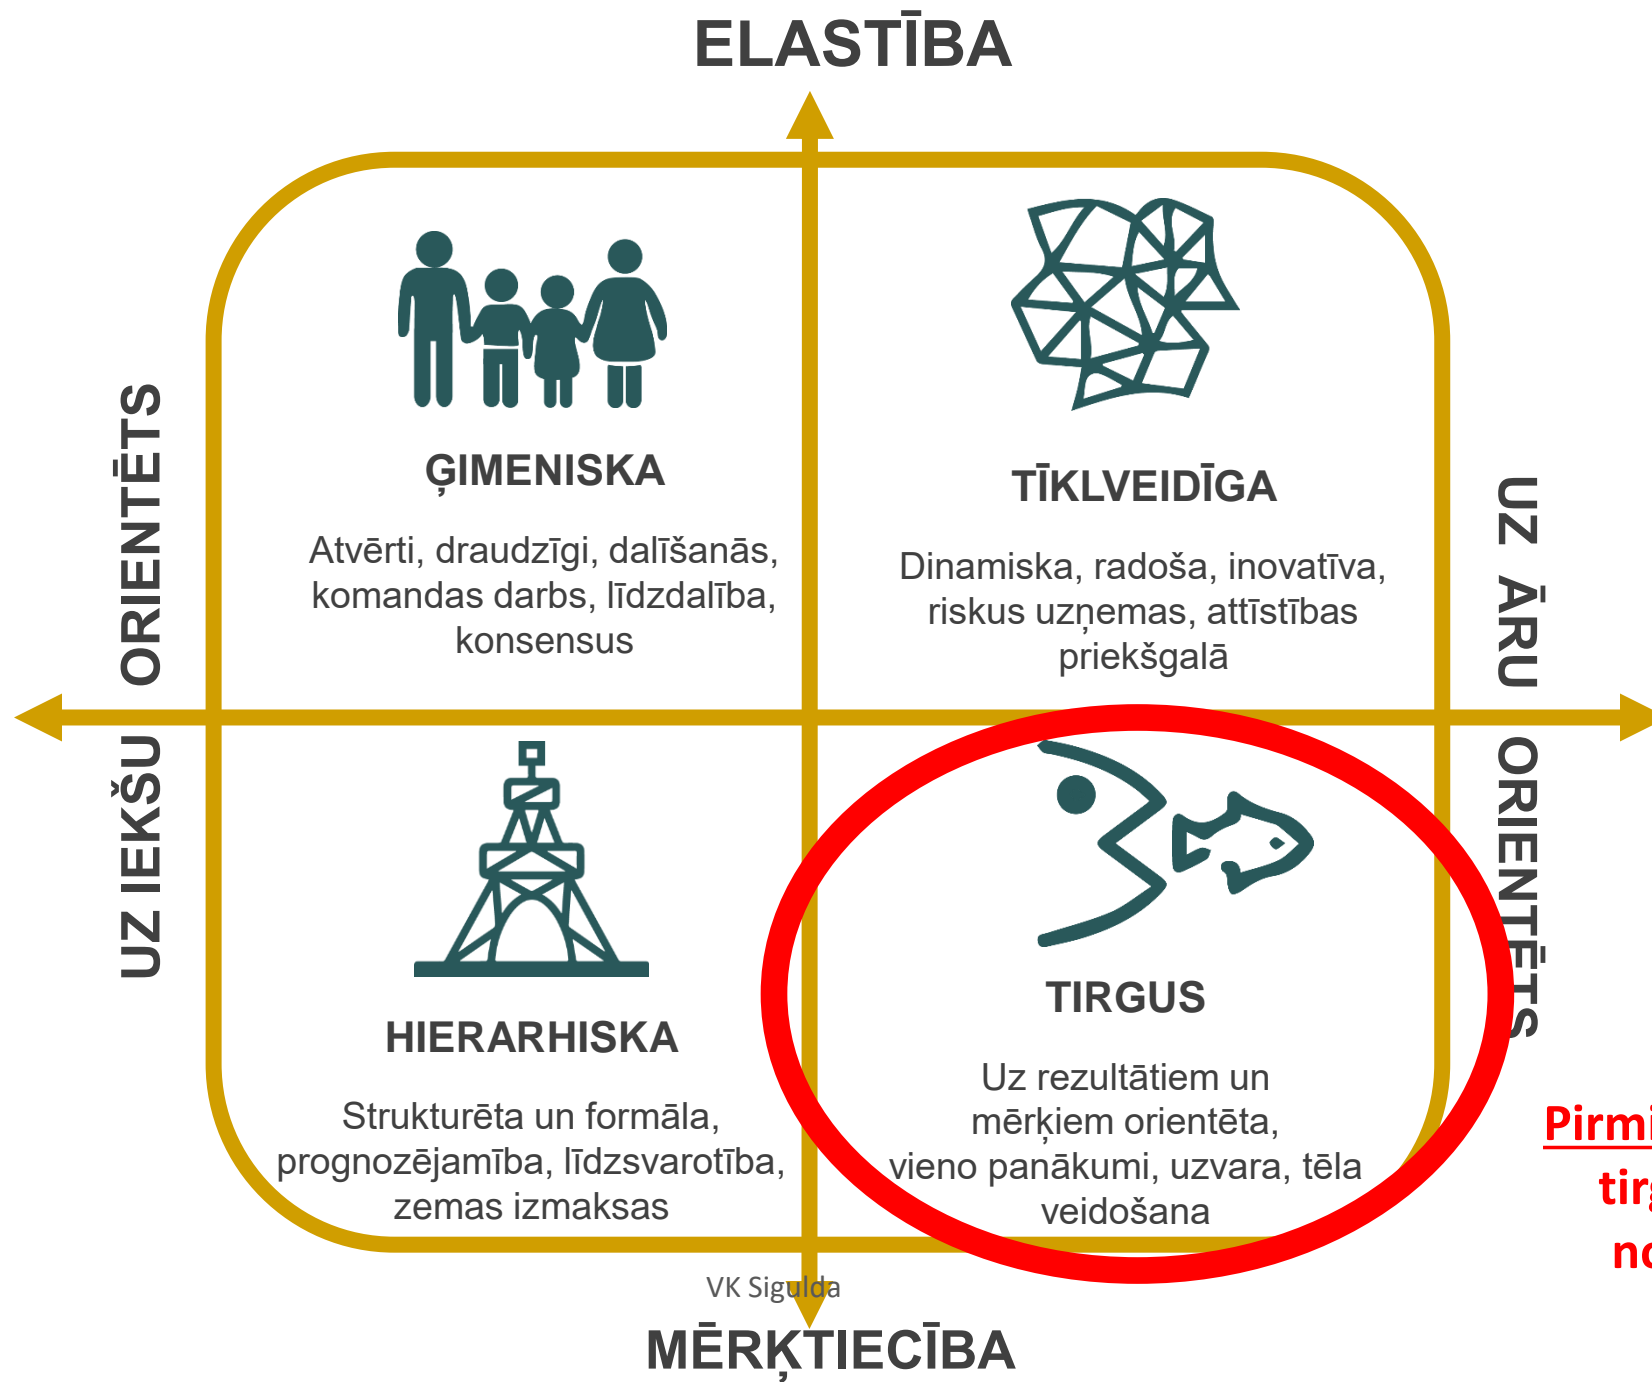 ELASTĪBA
UZ IEKŠU ORIENTĒTS
ĢIMENISKA
Atvērti, draudzīgi, dalīšanās,
komandas darbs, līdzdalība,
konsensus
TĪKLVEIDĪGA
Dinamiska, radoša, inovatīva,
riskus uzņemas, attīstības
priekšgalā
UZ ĀRU ORIENTĒTS
HIERARHISKA
Strukturēta un formāla,
prognozējamība, līdzsvarotība,
zemas izmaksas
TIRGUS
Uz rezultātiem un
mērķiem orientēta,
vieno panākumi, uzvara, tēla
veidošana
VK Sigulda
MĒRĶTIECĪBA